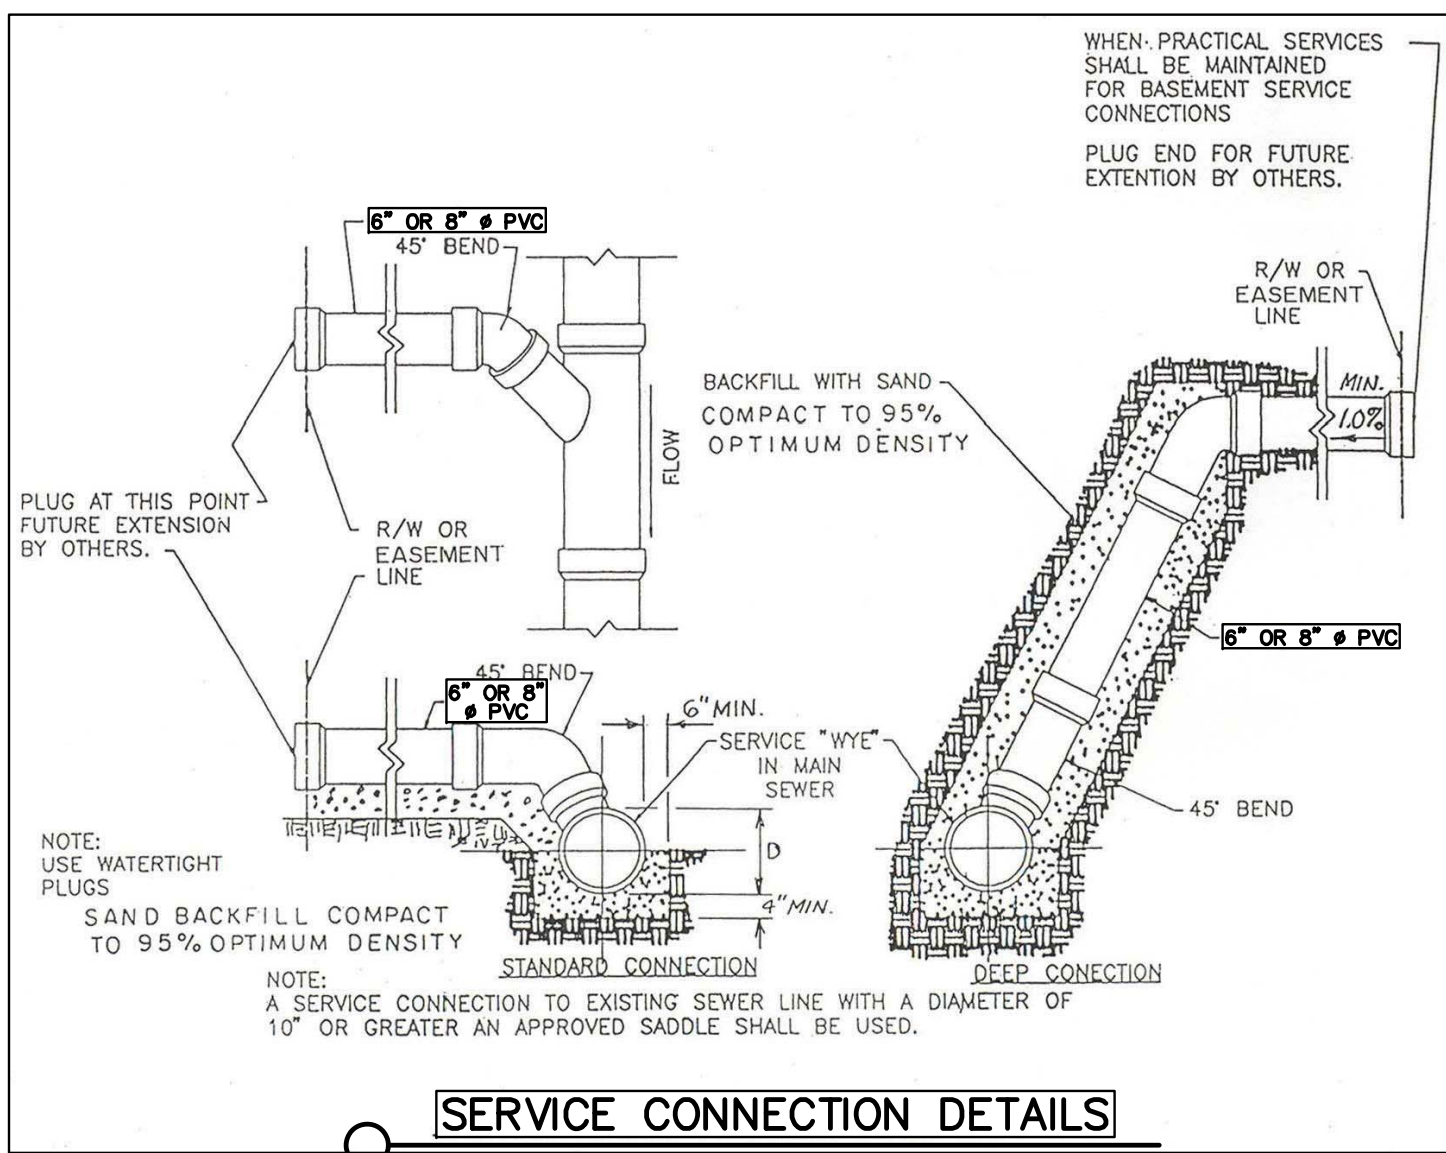 WHEN PRACTICAL SERVICES
SHALL BE MAINTAINED
FOR BASEMENT SERVICE
CONNECTIONS
PLUG END FOR FUTURE
EXTENTION BY OTHERS.
6" OR 8" ø PVC
45° BEND
R/W OR
EASEMENT
LINE
BACKFILL WITH SAND
COMPACT TO 95%
OPTIMUM DENSITY
MIN.
1.0%
FLOW
PLUG AT THIS POINT
FUTURE EXTENSION
BY OTHERS.
R/W OR
EASEMENT
LINE
6" OR 8" ø PVC
45° BEND
6" OR 8"
ø PVC
6" MIN.
SERVICE "WYE"
IN MAIN
SEWER
45° BEND
D
4" MIN.
NOTE:
USE WATERTIGHT
PLUGS
SAND BACKFILL COMPACT
TO 95% OPTIMUM DENSITY
STANDARD CONNECTION
DEEP CONECTION
NOTE:
A SERVICE CONNECTION TO EXISTING SEWER LINE WITH A DIAMETER OF
10" OR GREATER AN APPROVED SADDLE SHALL BE USED.
SERVICE CONNECTION DETAILS